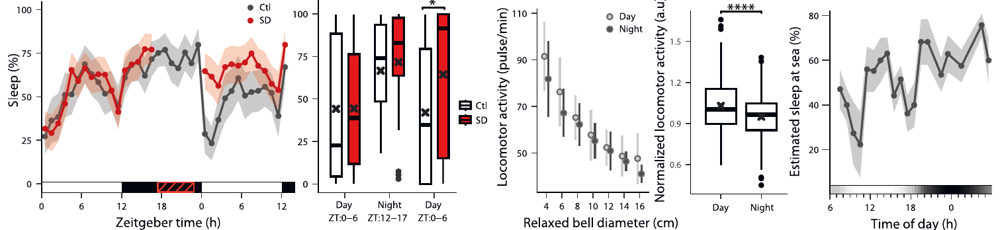 Sleep (%)
100
75
50
25
0
Ctl
SD
0
6
12
18
0
6
12
Zeitgeber time (h)
100
75
50
25
0
*
Ctl
SD
Day
ZT:0−6
Night
ZT:12−17
Day
ZT:0−6
Locomotor activity (pulse/min)
110
90
70
50
Day
Night
4
6
8
10
12
14
16
Relaxed bell diameter (cm)
Normalized locomotor activity (a.u)
1.5
1.2
0.9
0.6
****
Day
Night
Estimated sleep at sea (%)
80
60
40
20
6
12
18
0
Time of day (h)